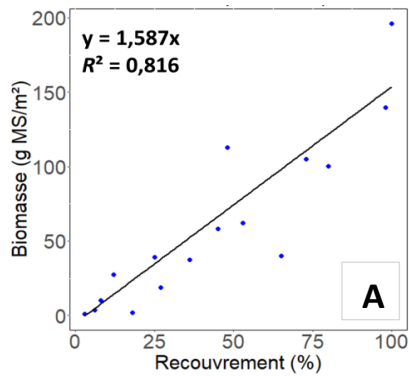 y = 1,587x
R² = 0,816
200
150
100
50
0
Biomasse (g MS/m²)
A
0 25 50 75 100
Recouvrement (%)